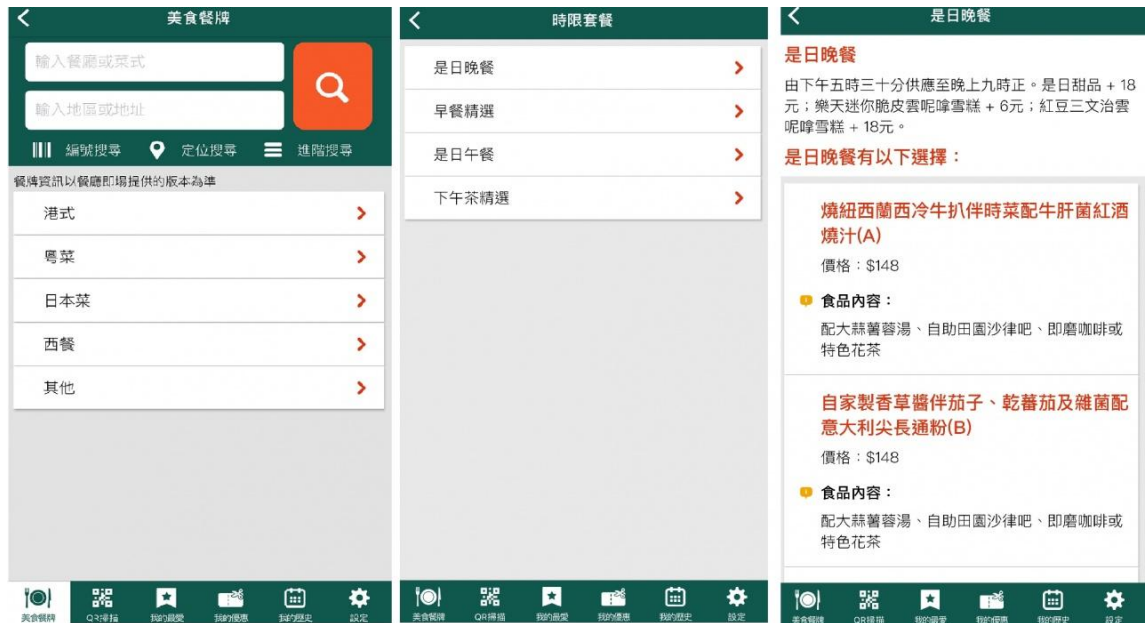 美食餐牌
輸入餐廳或菜式
輸入地區或地址
編號搜尋 定位搜尋 進階搜尋
餐牌資訊以餐廳即場提供的版本為準
港式
粵菜
日本菜
西餐
其他
美食餐牌 QR掃描 我的最愛 我的優惠 我的歷史 設定
時限套餐
是日晚餐
早餐精選
是日午餐
下午茶精選
美食餐牌 QR掃描 我的最愛 我的優惠 我的歷史 設定
是日晚餐
是日晚餐
由下午五時三十分供應至晚上九時正。是日甜品 + 18
元；樂天迷你脆皮雲呢嗱雪糕 + 6元；紅豆三文治雲
呢嗱雪糕 + 18元。
是日晚餐有以下選擇：
燒紐西蘭西冷牛扒伴時菜配牛肝菌紅酒
燒汁(A)
價格：$148
食品內容：
配大蒜薯蓉湯、自助田園沙律吧、即磨咖啡或
特色花茶
自家製香草醬伴茄子、乾蕃茄及雜菌配
意大利尖長通粉(B)
價格：$148
食品內容：
配大蒜薯蓉湯、自助田園沙律吧、即磨咖啡或
特色花茶
美食餐牌 QR掃描 我的最愛 我的優惠 我的歷史 設定